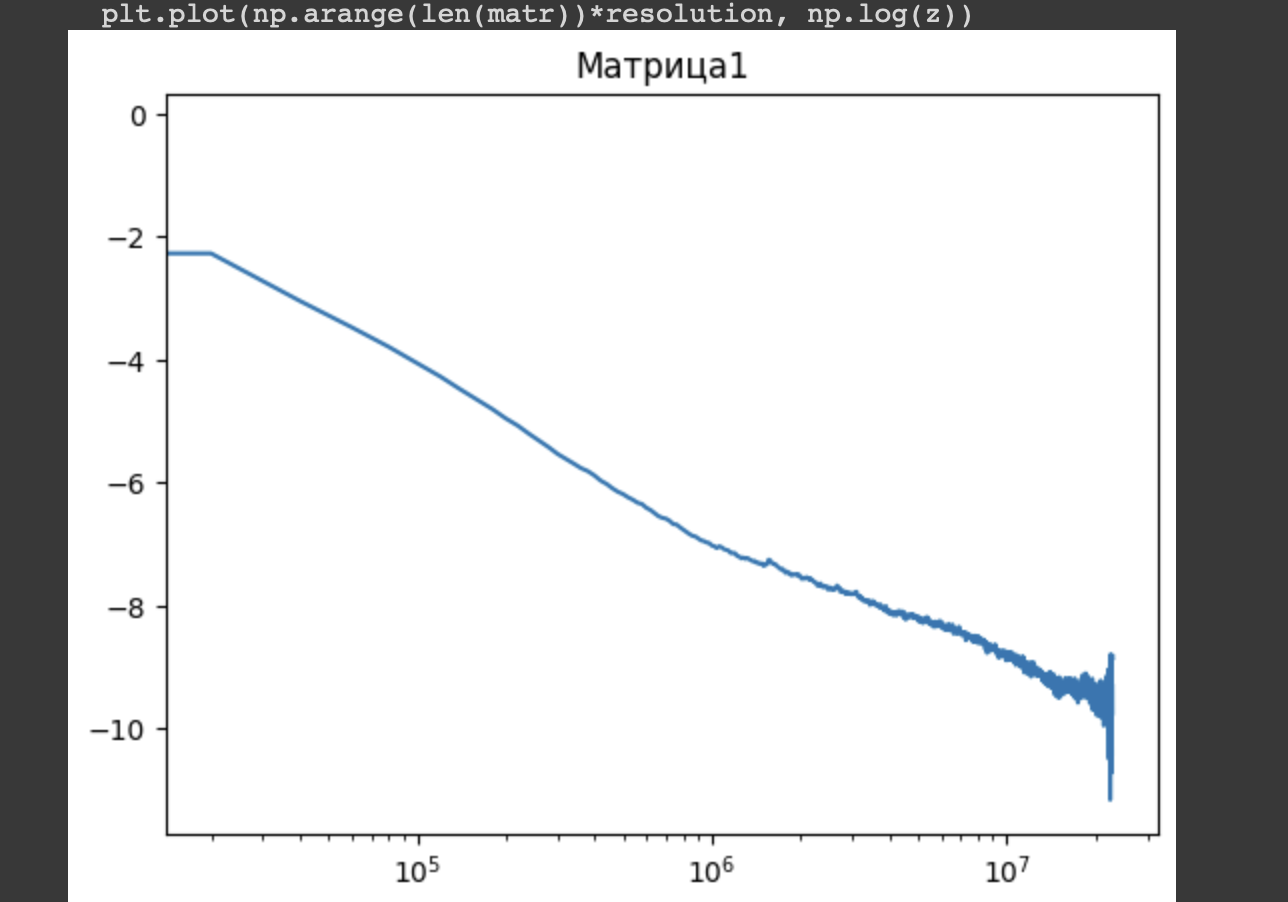 plt.plot(np.arange(len(matr))*resolution, np.log(z))
Матрица1
0
−2
−4
−6
−8
−10
10⁵ 10⁶ 10⁷